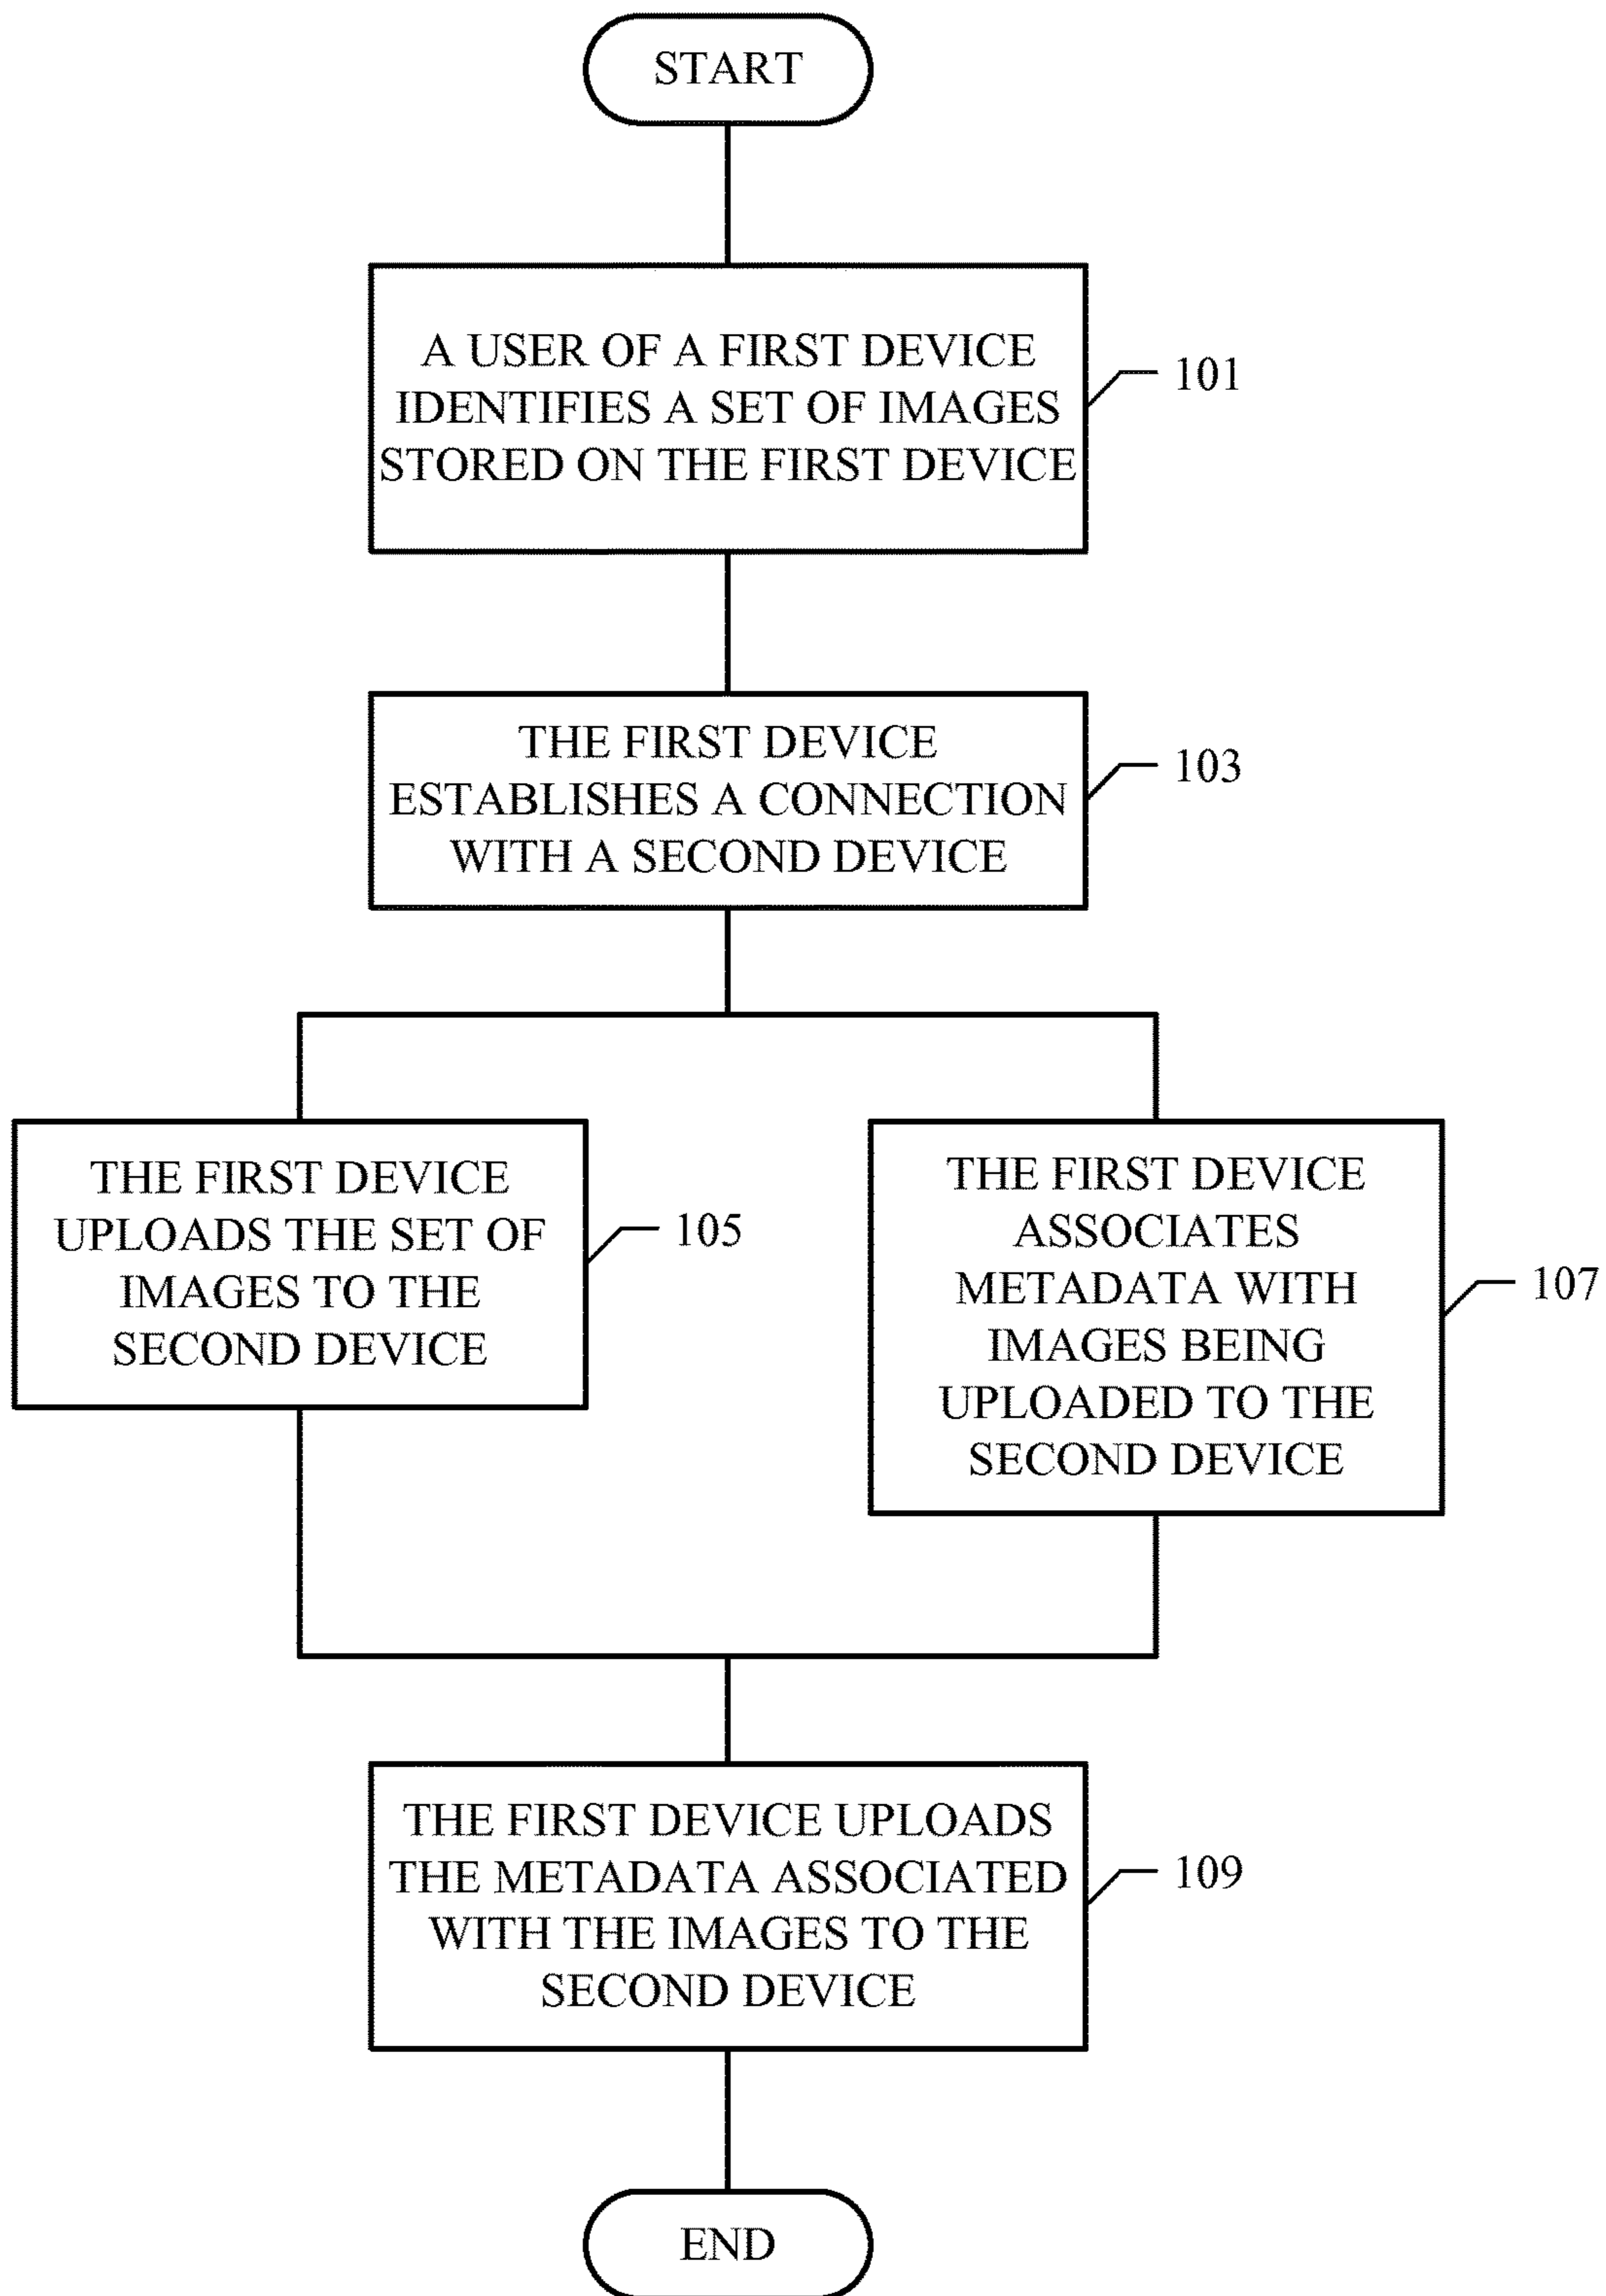 START
A USER OF A FIRST DEVICE
IDENTIFIES A SET OF IMAGES
STORED ON THE FIRST DEVICE
101
THE FIRST DEVICE
ESTABLISHES A CONNECTION
WITH A SECOND DEVICE
103
THE FIRST DEVICE
UPLOADS THE SET OF
IMAGES TO THE
SECOND DEVICE
105
THE FIRST DEVICE
ASSOCIATES
METADATA WITH
IMAGES BEING
UPLOADED TO THE
SECOND DEVICE
107
THE FIRST DEVICE UPLOADS
THE METADATA ASSOCIATED
WITH THE IMAGES TO THE
SECOND DEVICE
109
END